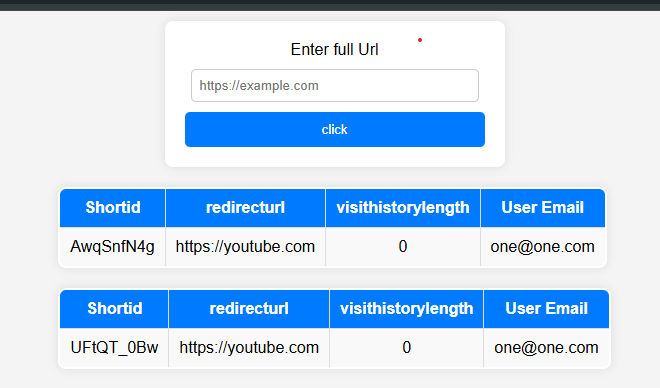 Enter full Url
https://example.com
click
Shortid redirecturl visithistorylength User Email
AwqSnfN4g https://youtube.com 0 one@one.com
Shortid redirecturl visithistorylength User Email
UFtQT_0Bw https://youtube.com 0 one@one.com